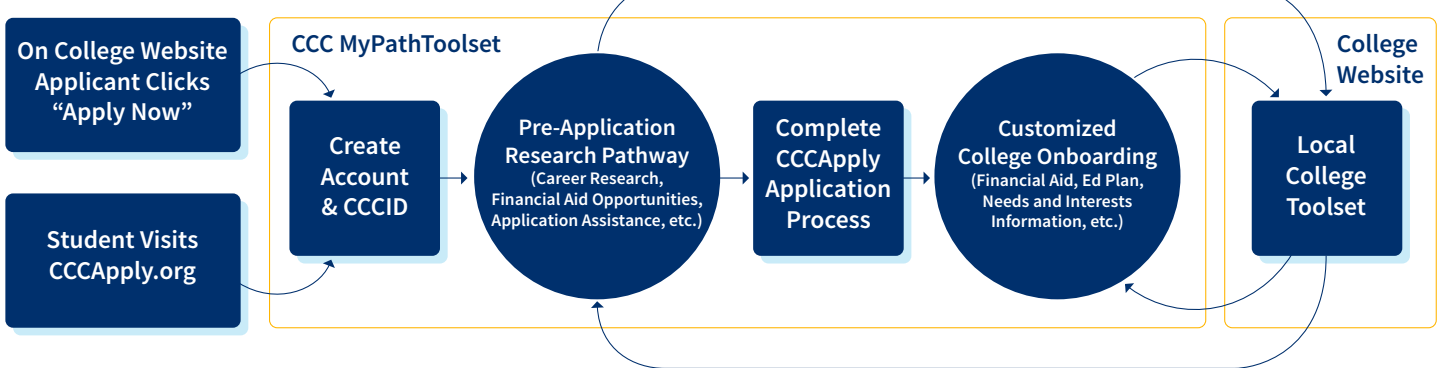 On College Website
Applicant Clicks
“Apply Now”
Student Visits
CCCApply.org
CCC MyPathToolset
Create
Account
& CCCID
Pre-Application
Research Pathway
(Career Research,
Financial Aid Opportunities,
Application Assistance, etc.)
Complete
CCCApply
Application
Process
Customized
College Onboarding
(Financial Aid, Ed Plan,
Needs and Interests
Information, etc.)
College
Website
Local
College
Toolset